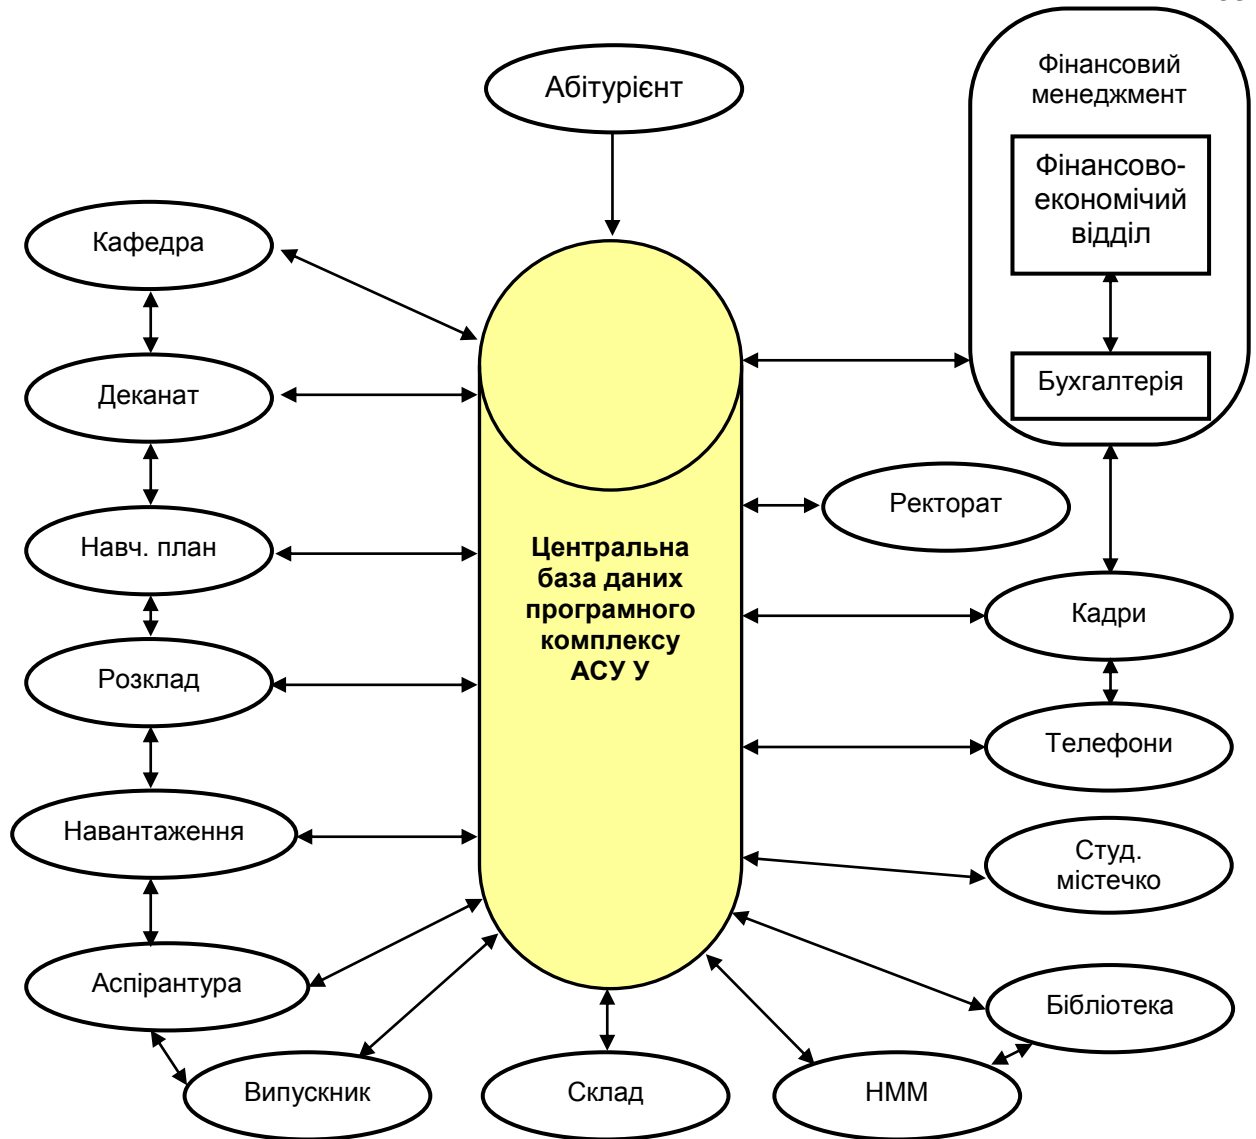 Абітурієнт
Фінансовий
менеджмент
Фінансово-
економічий
відділ
Бухгалтерія
Кафедра
Деканат
Навч. план
Розклад
Навантаження
Аспірантура
Випускник
Центральна
база даних
програмного
комплексу
АСУ У
Ректорат
Кадри
Телефони
Студ.
містечко
Бібліотека
Склад
НММ